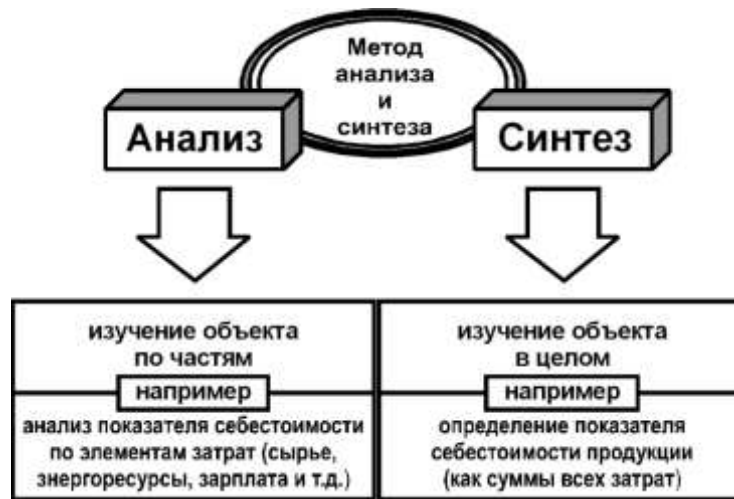 Метод
анализа
и
синтеза
Анализ
Синтез
изучение объекта
по частям
например
анализ показателя себестоимости
по элементам затрат (сырье,
знергоресурсы, зарплата и т.д.)
изучение объекта
в целом
например
определение показателя
себестоимости продукции
(как суммы всех затрат)